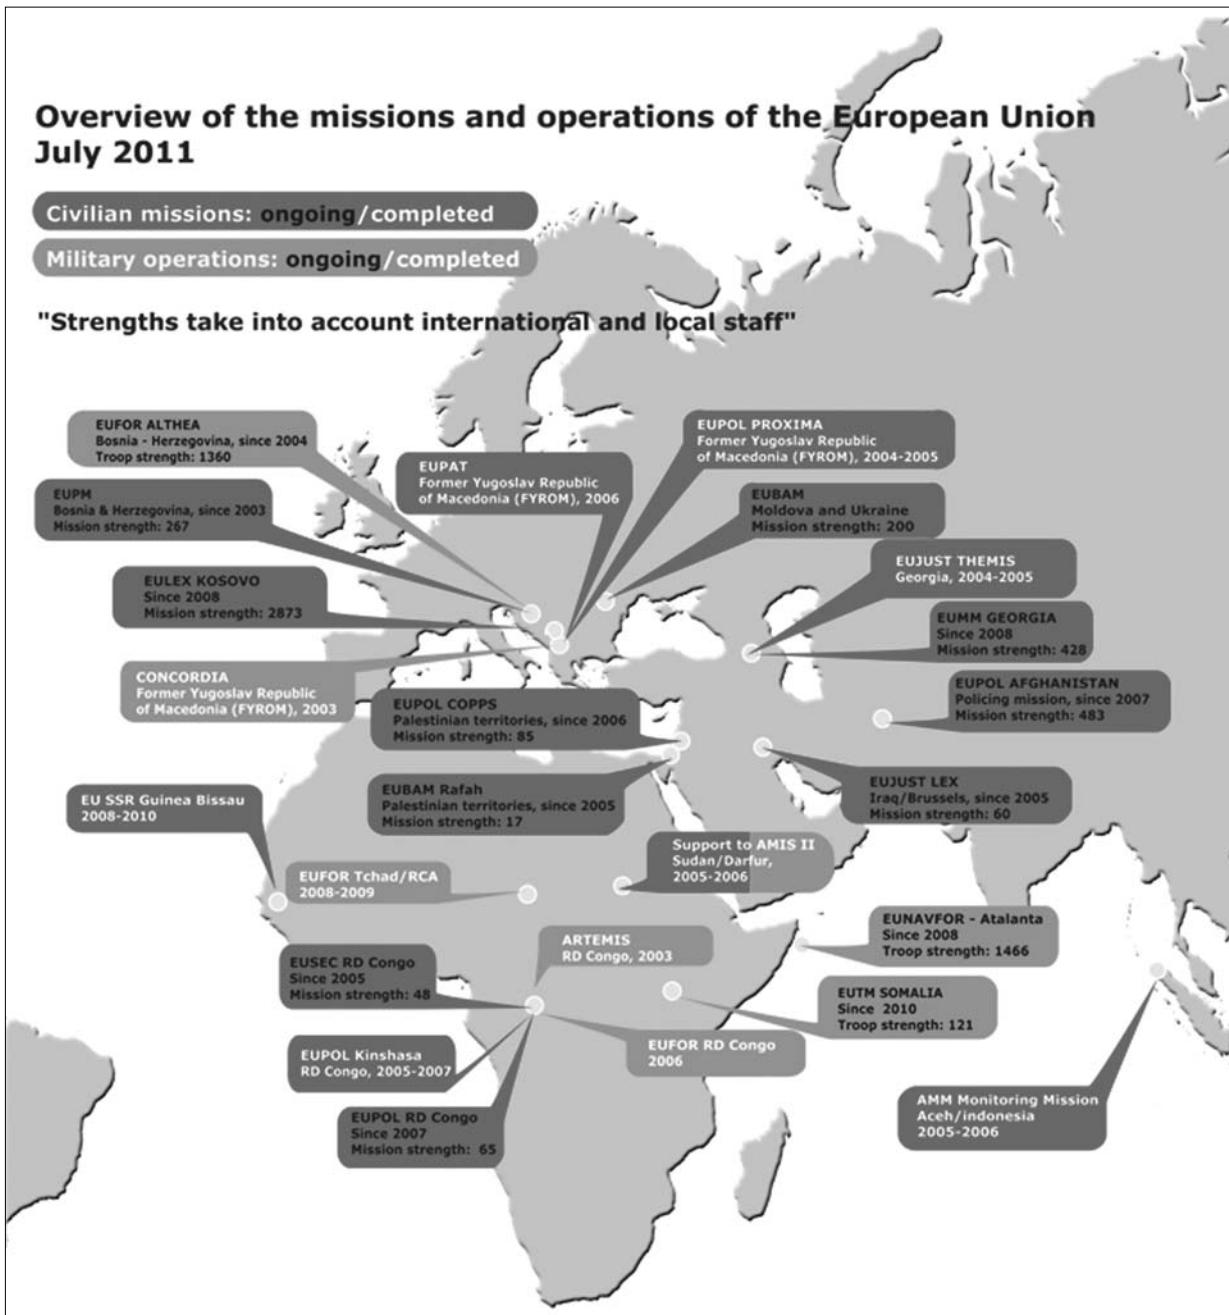 Overview of the missions and operations of the European Union
July 2011
Civilian missions: ongoing/completed
Military operations: ongoing/completed
"Strengths take into account international and local staff"
EUFOR ALTHEA
Bosnia - Herzegovina, since 2004
Troop strength: 1360
EUPOL PROXIMA
Former Yugoslav Republic
of Macedonia (FYROM), 2004-2005
EUPAT
Former Yugoslav Republic
of Macedonia (FYROM), 2006
EUPM
Bosnia & Herzegovina, since 2003
Mission strength: 267
EUBAM
Moldova and Ukraine
Mission strength: 200
EUJUST THEMIS
Georgia, 2004-2005
EULEX KOSOVO
Since 2008
Mission strength: 2873
EUMM GEORGIA
Since 2008
Mission strength: 428
CONCORDIA
Former Yugoslav Republic
of Macedonia (FYROM), 2003
EUPOL COPPS
Palestinian territories, since 2006
Mission strength: 85
EUPOL AFGHANISTAN
Policing mission, since 2007
Mission strength: 483
EUBAM Rafah
Palestinian territories, since 2005
Mission strength: 17
EUJUST LEX
Iraq/Brussels, since 2005
Mission strength: 60
EU SSR Guinea Bissau
2008-2010
Support to AMIS II
Sudan/Darfur,
2005-2006
EUFOR Tchad/RCA
2008-2009
EUNAVFOR - Atalanta
Since 2008
Troop strength: 1466
ARTEMIS
RD Congo, 2003
EUSEC RD Congo
Since 2005
Mission strength: 48
EUTM SOMALIA
Since 2010
Troop strength: 121
EUFOR RD Congo
2006
EUPOL Kinshasa
RD Congo, 2005-2007
EUPOL RD Congo
Since 2007
Mission strength: 65
AMM Monitoring Mission
Aceh/indonesia
2005-2006